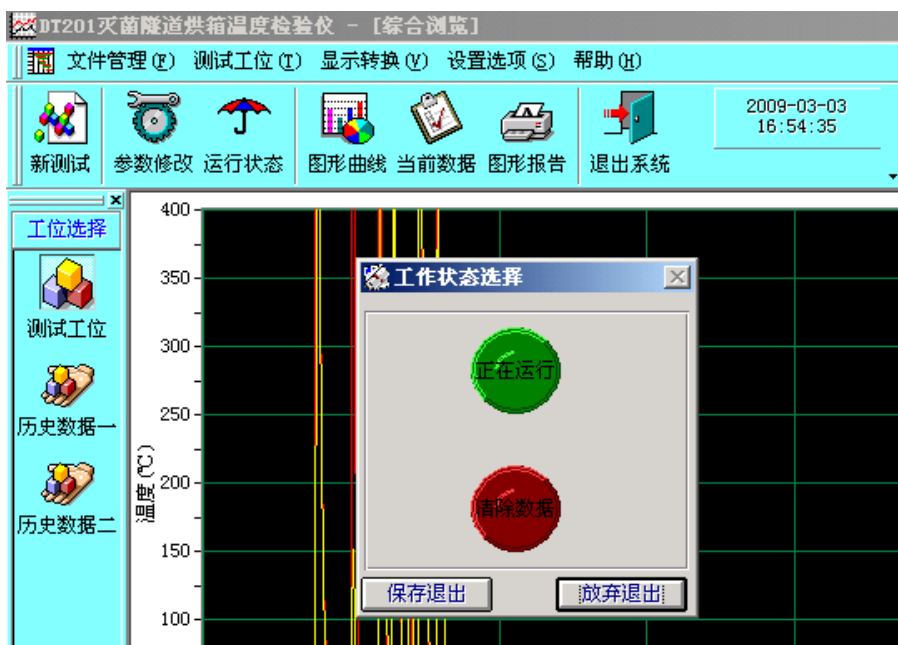 DT201灭菌隧道烘箱温度检验仪 - [综合浏览]
文件管理(F) 测试工位(T) 显示转换(V) 设置选项(S) 帮助(H)
2009-03-03
16:54:35
新测试 参数修改 运行状态 图形曲线 当前数据 图形报告 退出系统
工位选择
测试工位
历史数据一
历史数据二
温度(℃)
400
350
300
250
200
150
100
工作状态选择
正在运行
清除数据
保存退出 放弃退出